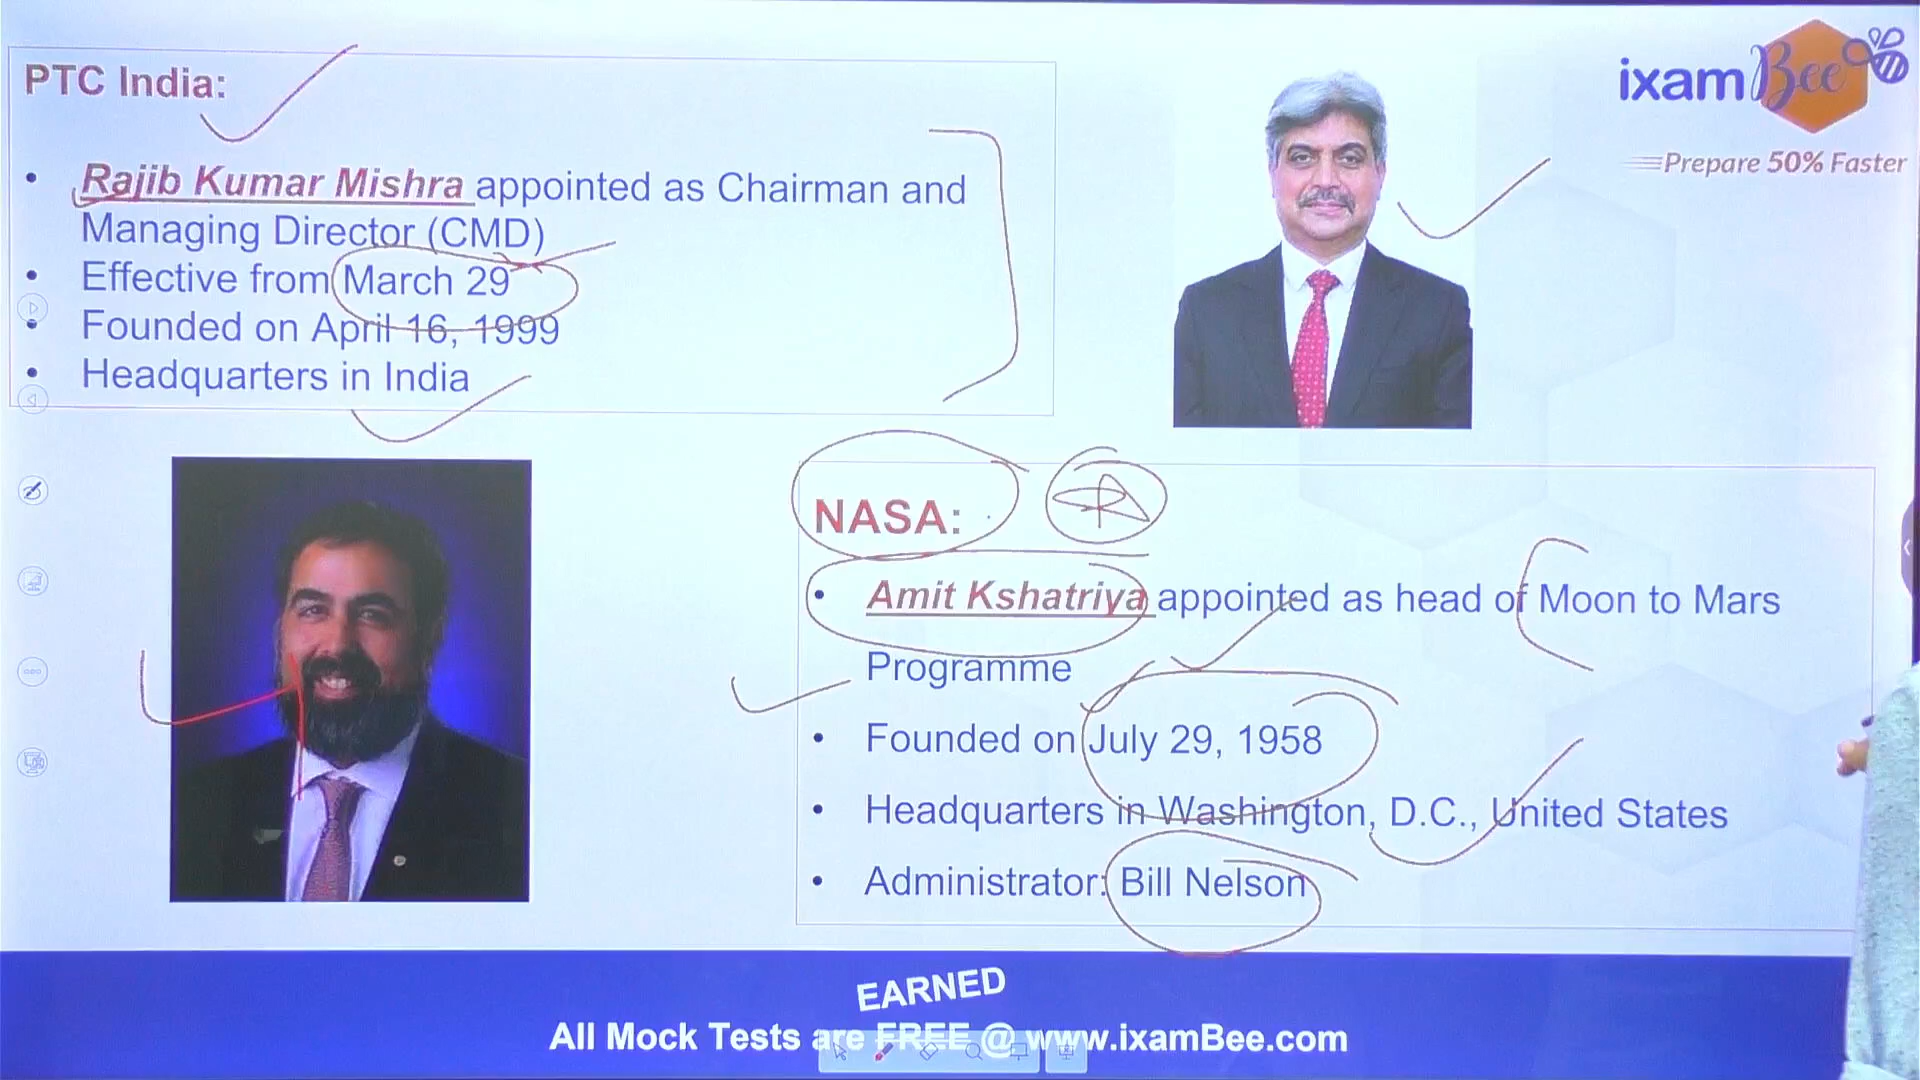 PTC India:
ixamBee
Prepare 50% Faster
• Rajib Kumar Mishra appointed as Chairman and
Managing Director (CMD)
• Effective from March 29
• Founded on April 16, 1999
• Headquarters in India
NASA:
• Amit Kshatriya appointed as head of Moon to Mars
Programme
• Founded on July 29, 1958
• Headquarters in Washington, D.C., United States
• Administrator: Bill Nelson
EARNED
All Mock Tests are FREE @ www.ixamBee.com